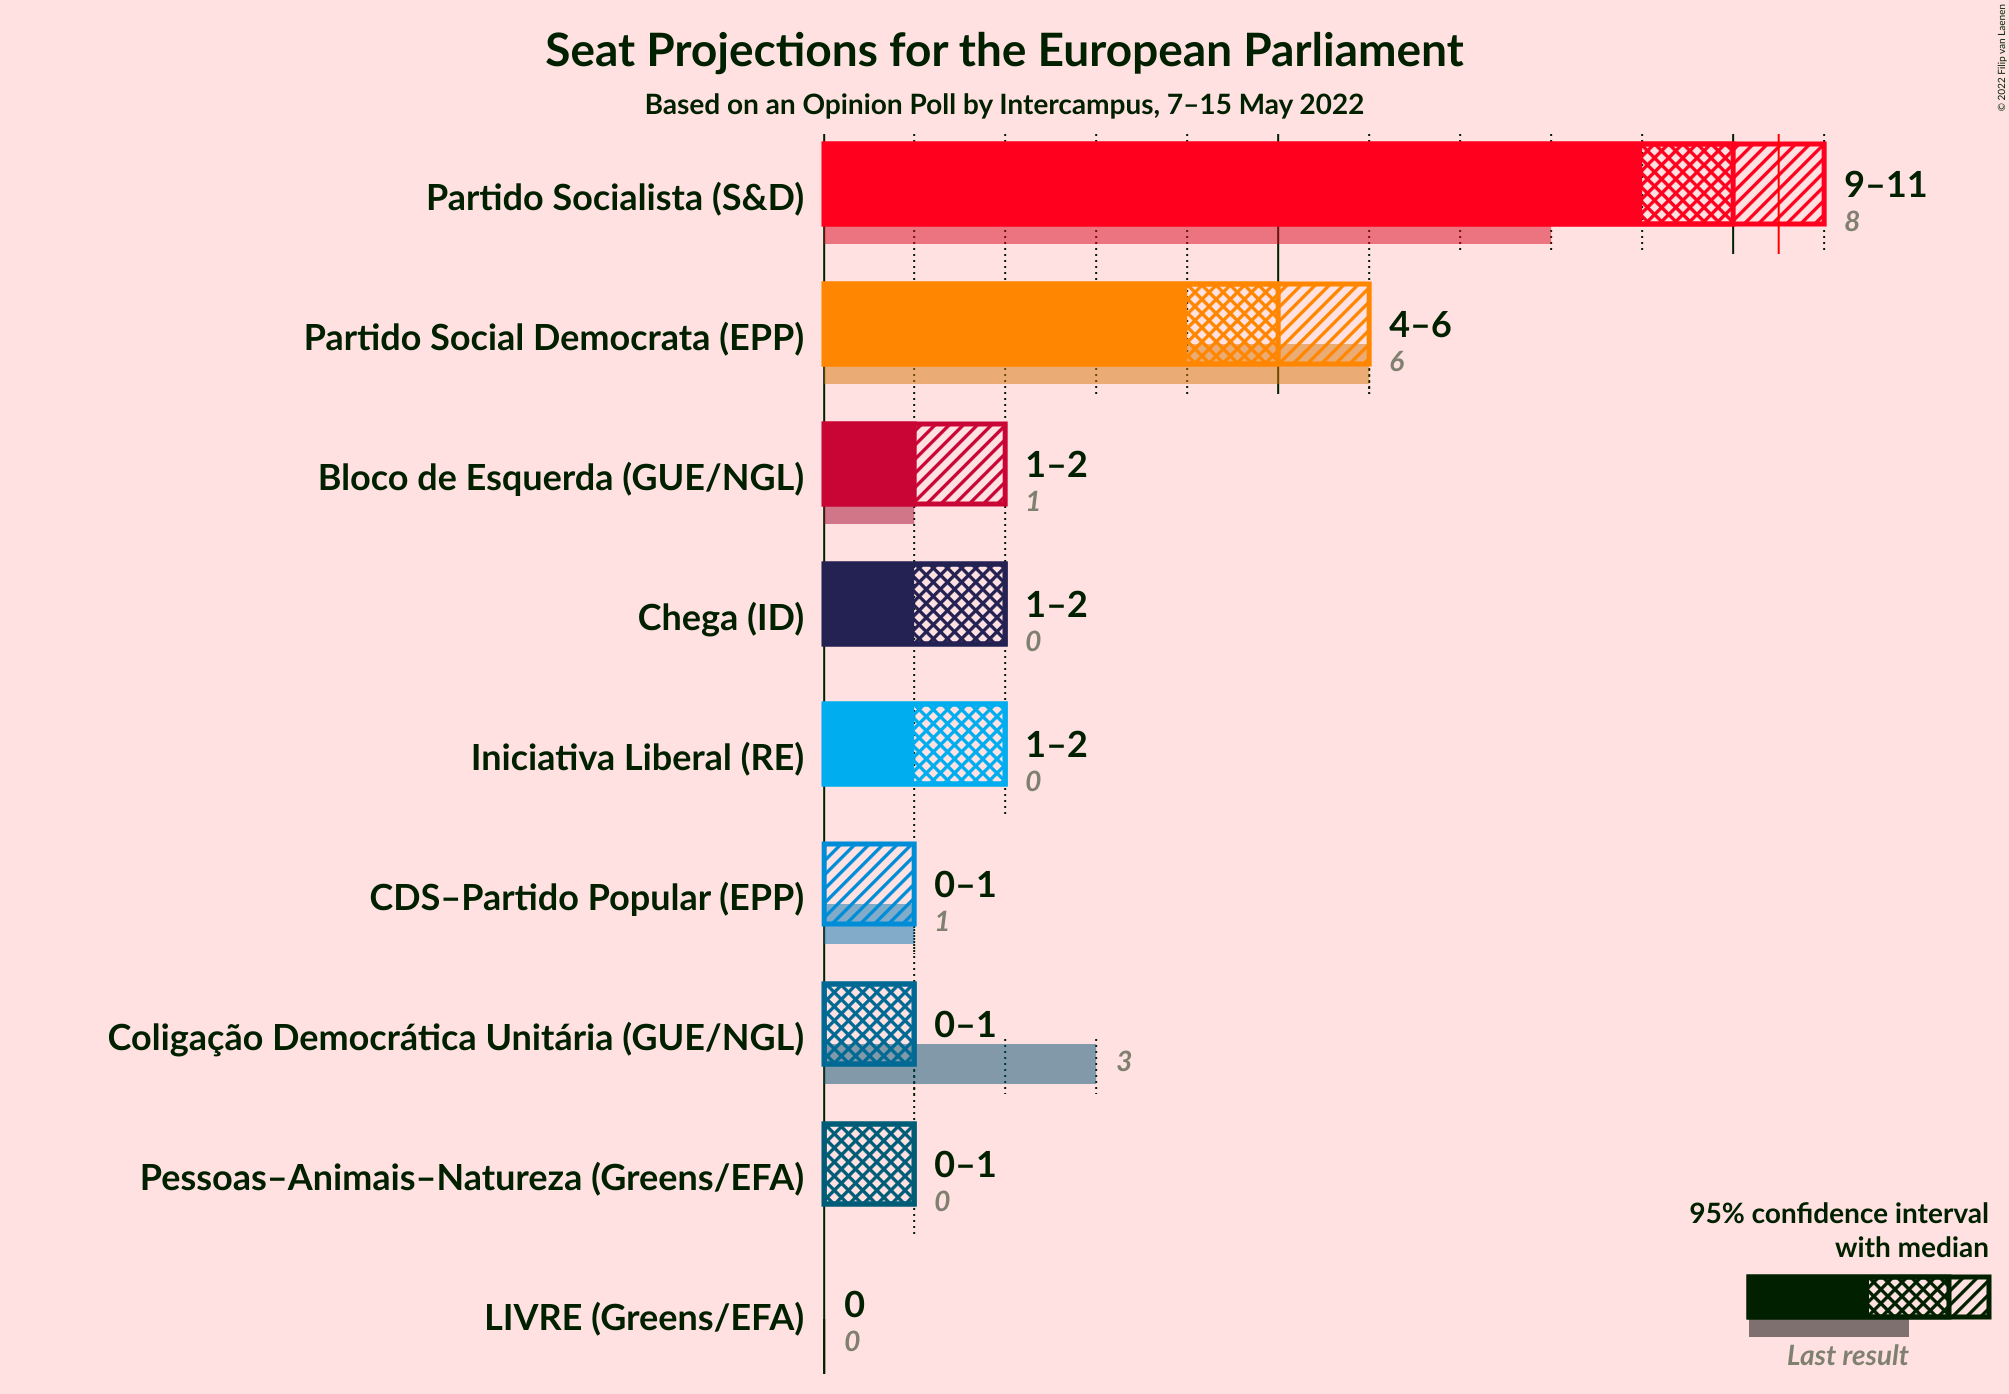 Seat Projections for the European Parliament
Based on an Opinion Poll by Intercampus, 7–15 May 2022
© 2022 Filip van Laenen
Partido Socialista (S&D)
9–11
8
Partido Social Democrata (EPP)
4–6
6
Bloco de Esquerda (GUE/NGL)
1–2
1
Chega (ID)
1–2
0
Iniciativa Liberal (RE)
1–2
0
CDS–Partido Popular (EPP)
0–1
1
Coligação Democrática Unitária (GUE/NGL)
0–1
3
Pessoas–Animais–Natureza (Greens/EFA)
0–1
0
LIVRE (Greens/EFA)
0
0
95% confidence interval
with median
Last result